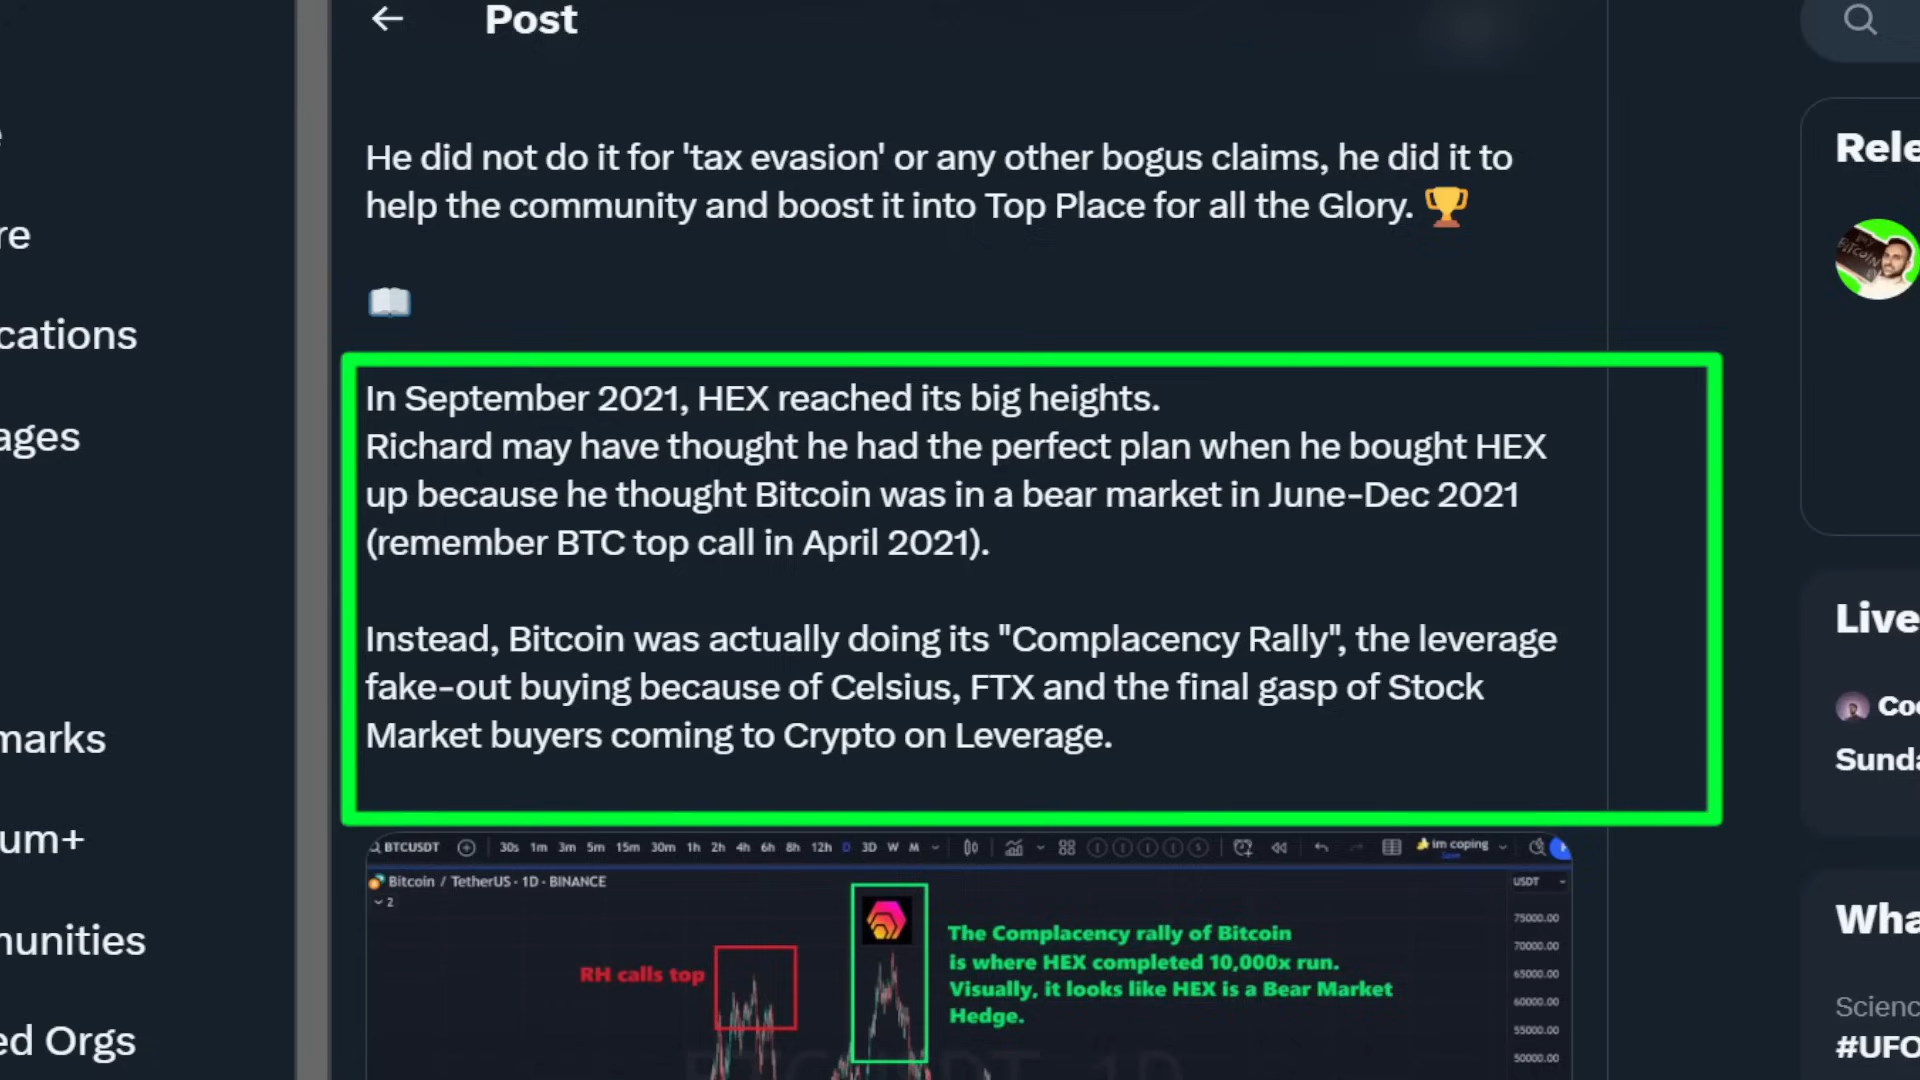 Post
He did not do it for 'tax evasion' or any other bogus claims, he did it to
help the community and boost it into Top Place for all the Glory. 🏆
📖
In September 2021, HEX reached its big heights.
Richard may have thought he had the perfect plan when he bought HEX
up because he thought Bitcoin was in a bear market in June-Dec 2021
(remember BTC top call in April 2021).
Instead, Bitcoin was actually doing its "Complacency Rally", the leverage
fake-out buying because of Celsius, FTX and the final gasp of Stock
Market buyers coming to Crypto on Leverage.
BTCUSDT 30s 1m 3m 5m 15m 30m 1h 2h 4h 6h 8h 12h D 3D W M im coping
Save
Bitcoin / TetherUS · 1D · BINANCE
USDT
2
75000.00
70000.00
65000.00
60000.00
55000.00
50000.00
RH calls top
The Complacency rally of Bitcoin
is where HEX completed 10,000x run.
Visually, it looks like HEX is a Bear Market
Hedge.
re
cations
ages
marks
um+
unities
ed Orgs
Rele
Live
Sunda
Wha
Scienc
#UFO